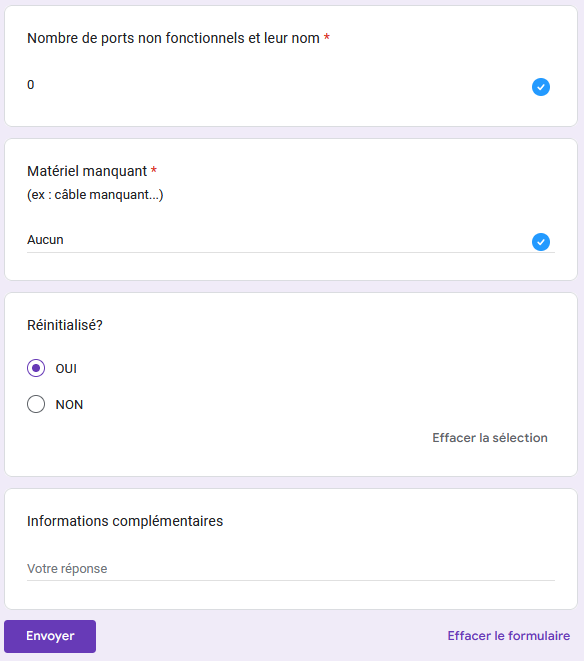 Nombre de ports non fonctionnels et leur nom *
0
Matériel manquant *
(ex : câble manquant...)
Aucun
Réinitialisé?
OUI
NON
Effacer la sélection
Informations complémentaires
Votre réponse
Envoyer
Effacer le formulaire